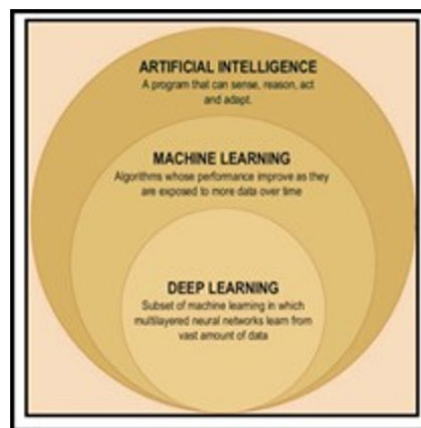 ARTIFICIAL INTELLIGENCE
A program that can sense, reason, act
and adapt.
MACHINE LEARNING
Algorithms whose performance improve as they
are exposed to more data over time
DEEP LEARNING
Subset of machine learning in which
multilayered neural networks learn from
vast amount of data